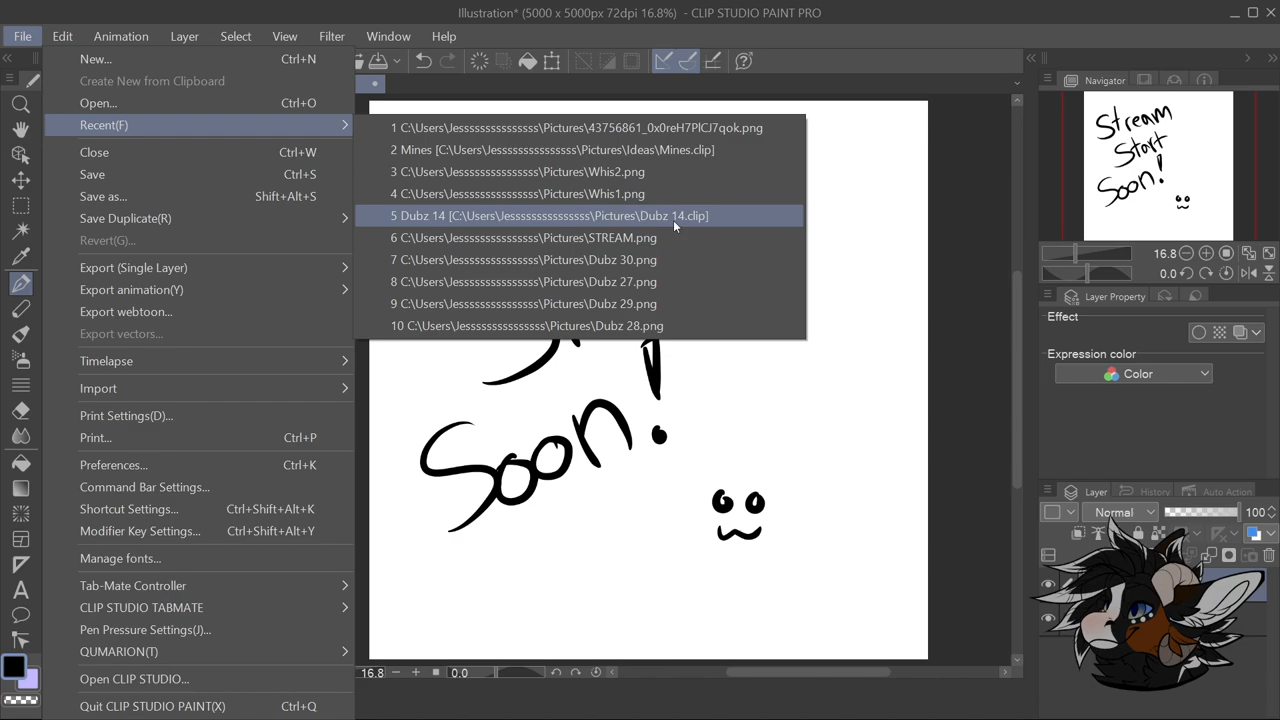 Illustration* (5000 x 5000px 72dpi 16.8%) - CLIP STUDIO PAINT PRO
File Edit Animation Layer Select View Filter Window Help
New... Ctrl+N
Create New from Clipboard
Open... Ctrl+O
Recent(F)
Close Ctrl+W
Save Ctrl+S
Save as... Shift+Alt+S
Save Duplicate(R)
Revert(G)...
Export (Single Layer)
Export animation(Y)
Export webtoon...
Export vectors...
Timelapse
Import
Print Settings(D)...
Print... Ctrl+P
Preferences... Ctrl+K
Command Bar Settings...
Shortcut Settings... Ctrl+Shift+Alt+K
Modifier Key Settings... Ctrl+Shift+Alt+Y
Manage fonts...
Tab-Mate Controller
CLIP STUDIO TABMATE
Pen Pressure Settings(J)...
QUMARION(T)
Open CLIP STUDIO...
Quit CLIP STUDIO PAINT(X) Ctrl+Q
1 C:\Users\Jesssssssssssssss\Pictures\43756861_0x0reH7PlCJ7qok.png
2 Mines [C:\Users\Jesssssssssssssss\Pictures\Ideas\Mines.clip]
3 C:\Users\Jesssssssssssssss\Pictures\Whis2.png
4 C:\Users\Jesssssssssssssss\Pictures\Whis1.png
5 Dubz 14 [C:\Users\Jesssssssssssssss\Pictures\Dubz 14.clip]
6 C:\Users\Jesssssssssssssss\Pictures\STREAM.png
7 C:\Users\Jesssssssssssssss\Pictures\Dubz 30.png
8 C:\Users\Jesssssssssssssss\Pictures\Dubz 27.png
9 C:\Users\Jesssssssssssssss\Pictures\Dubz 29.png
10 C:\Users\Jesssssssssssssss\Pictures\Dubz 28.png
Soon!
16.8 0.0
Navigator
Stream
Start
Soon!
16.8
0.0
Layer Property
Effect
Expression color
Color
Layer History Auto Action
Normal 100